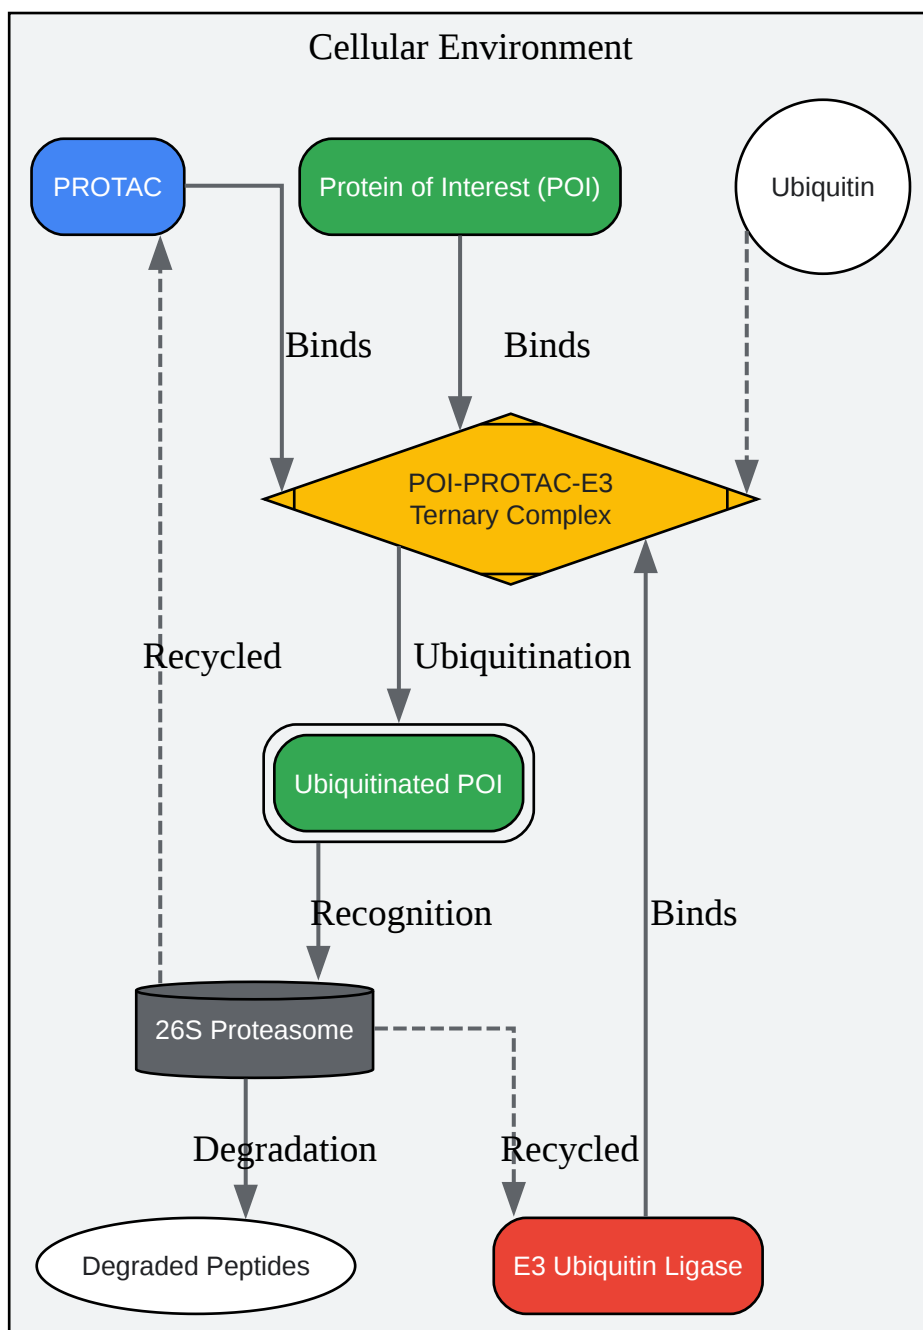 Cellular Environment
PROTAC
Protein of Interest (POI)
Ubiquitin
Binds
Binds
POI-PROTAC-E3
Ternary Complex
Recycled
Ubiquitination
Ubiquitinated POI
Recognition
Binds
26S Proteasome
Degradation
Recycled
Degraded Peptides
E3 Ubiquitin Ligase